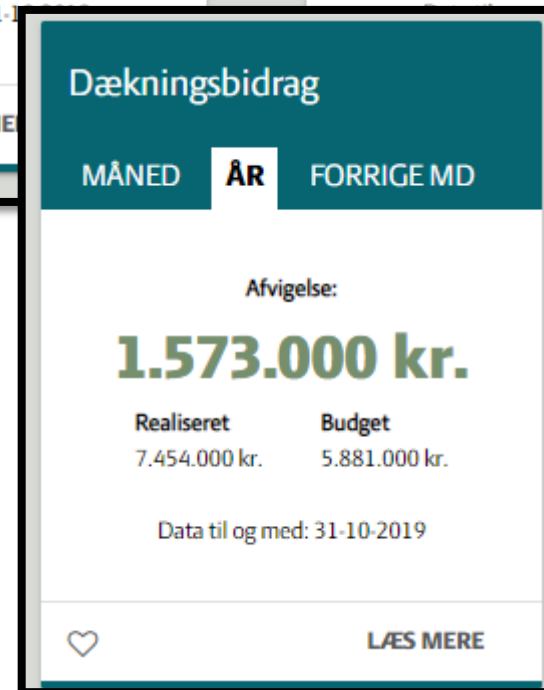 Dækningsbidrag
MÅNED ÅR FORRIGE MD
Afvigelse:
1.573.000 kr.
Realiseret Budget
7.454.000 kr. 5.881.000 kr.
Data til og med: 31-10-2019
LÆS MERE